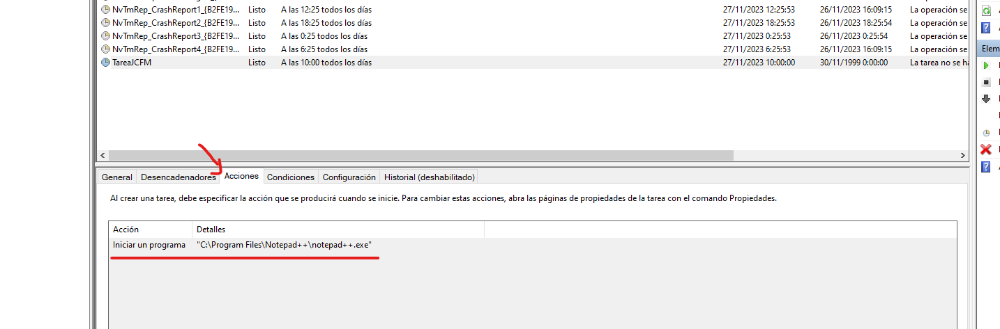 NvTmRep_CrashReport1_{B2FE19... Listo A las 12:25 todos los días 27/11/2023 12:25:53 26/11/2023 16:09:15 La operación se
NvTmRep_CrashReport2_{B2FE19... Listo A las 18:25 todos los días 27/11/2023 18:25:53 26/11/2023 18:25:54 La operación se
NvTmRep_CrashReport3_{B2FE19... Listo A las 0:25 todos los días 27/11/2023 0:25:53 26/11/2023 0:25:54 La operación se
NvTmRep_CrashReport4_{B2FE19... Listo A las 6:25 todos los días 27/11/2023 6:25:53 26/11/2023 16:09:15 La operación se
TareaJCFM Listo A las 10:00 todos los días 27/11/2023 10:00:00 30/11/1999 0:00:00 La tarea no se ha
Elem
General Desencadenadores Acciones Condiciones Configuración Historial (deshabilitado)
Al crear una tarea, debe especificar la acción que se producirá cuando se inicie. Para cambiar estas acciones, abra las páginas de propiedades de la tarea con el comando Propiedades.
Acción Detalles
Iniciar un programa "C:\Program Files\Notepad++\notepad++.exe"